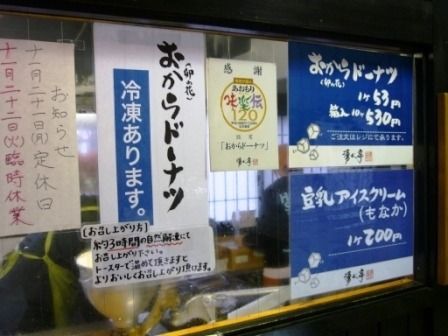 お知らせ
十一月二十一日(月)定休日
十一月二十二日(火)臨時休業
(卯の花)
おからドーナツ
冷凍あります。
【お召し上がり方】
約3時間の自然解凍にて
お召し上がり下さい。
トースターで温めて頂きますと
よりおいしくお召し上がり頂けます。
感謝
あおもり
120
「おからドーナツ」
おからドーナツ
(卯の花)
1ヶ 53円
箱入 10ヶ 530円
ご注文はレジにてあります。
豆乳アイスクリーム
(もなか)
1ヶ 200円